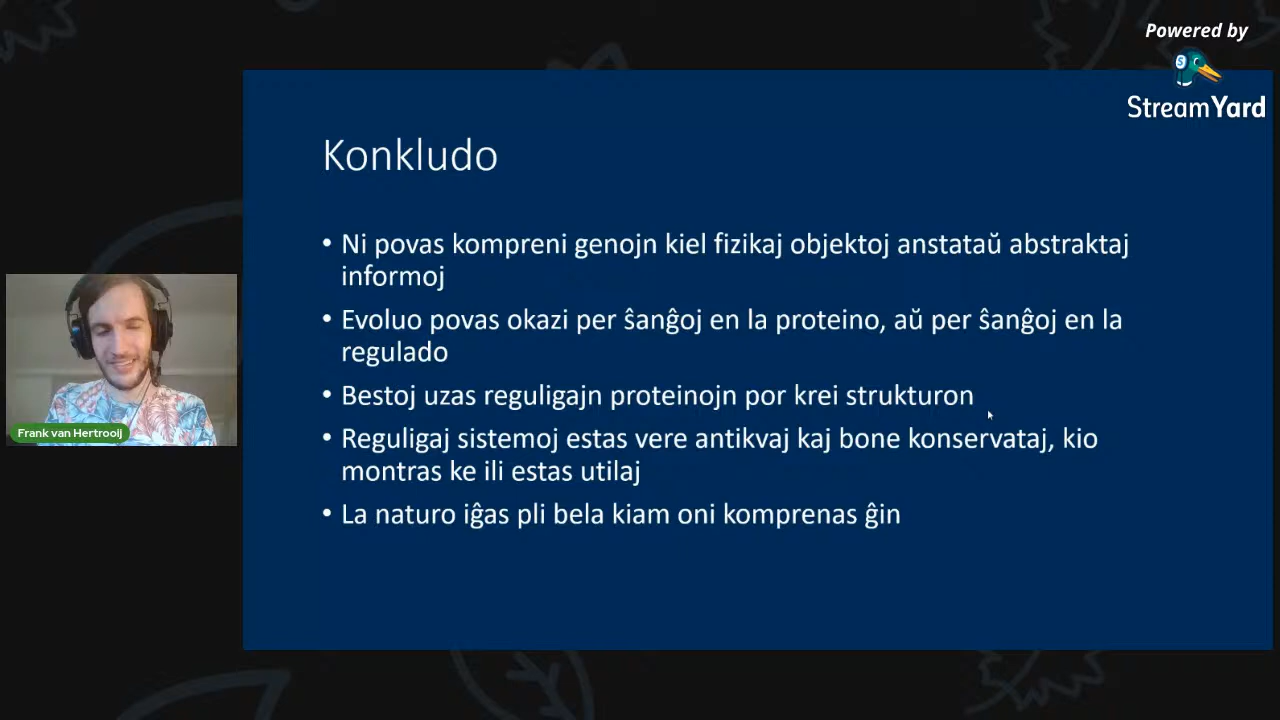 Powered by
StreamYard
Konkludo
• Ni povas kompreni genojn kiel fizikaj objektoj anstataŭ abstraktaj
informoj
• Evoluo povas okazi per ŝanĝoj en la proteino, aŭ per ŝanĝoj en la
regulado
• Bestoj uzas reguligajn proteinojn por krei strukturon
• Reguligaj sistemoj estas vere antikvaj kaj bone konservataj, kio
montras ke ili estas utilaj
• La naturo iĝas pli bela kiam oni komprenas ĝin
Frank van Hertrooij